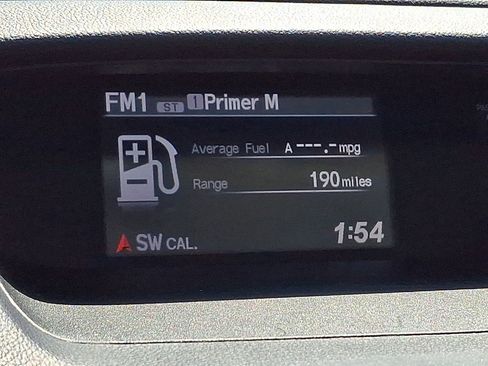 FM1 ST 1 Primer M
Average Fuel A ---.- mpg
Range 190 miles
SW CAL. 1:54